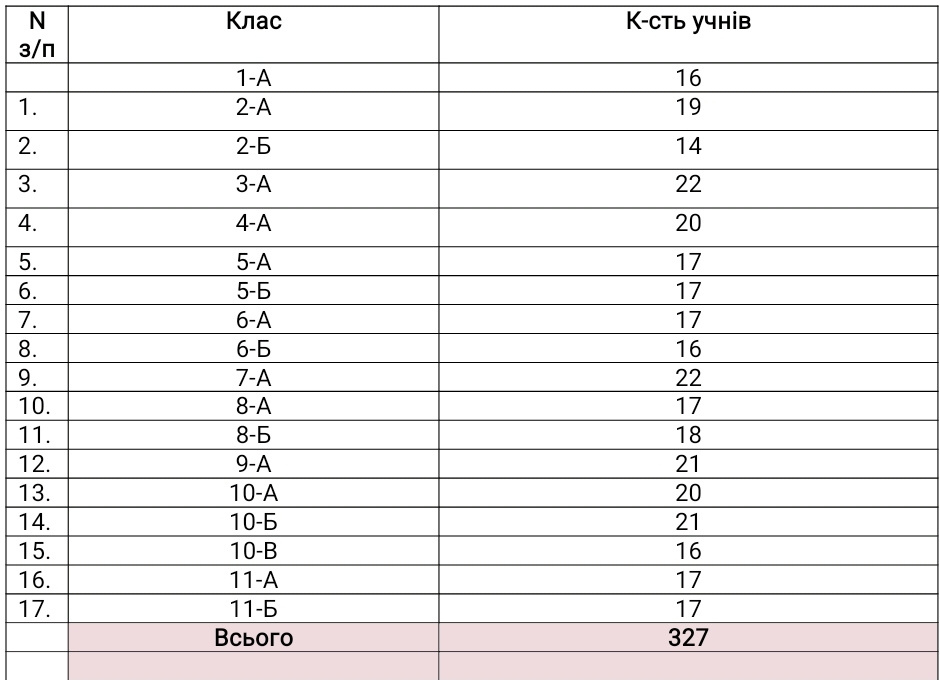 N з/п Клас К-сть учнів
1-А 16
1. 2-А 19
2. 2-Б 14
3. 3-А 22
4. 4-А 20
5. 5-А 17
6. 5-Б 17
7. 6-А 17
8. 6-Б 16
9. 7-А 22
10. 8-А 17
11. 8-Б 18
12. 9-А 21
13. 10-А 20
14. 10-Б 21
15. 10-В 16
16. 11-А 17
17. 11-Б 17
Всього 327